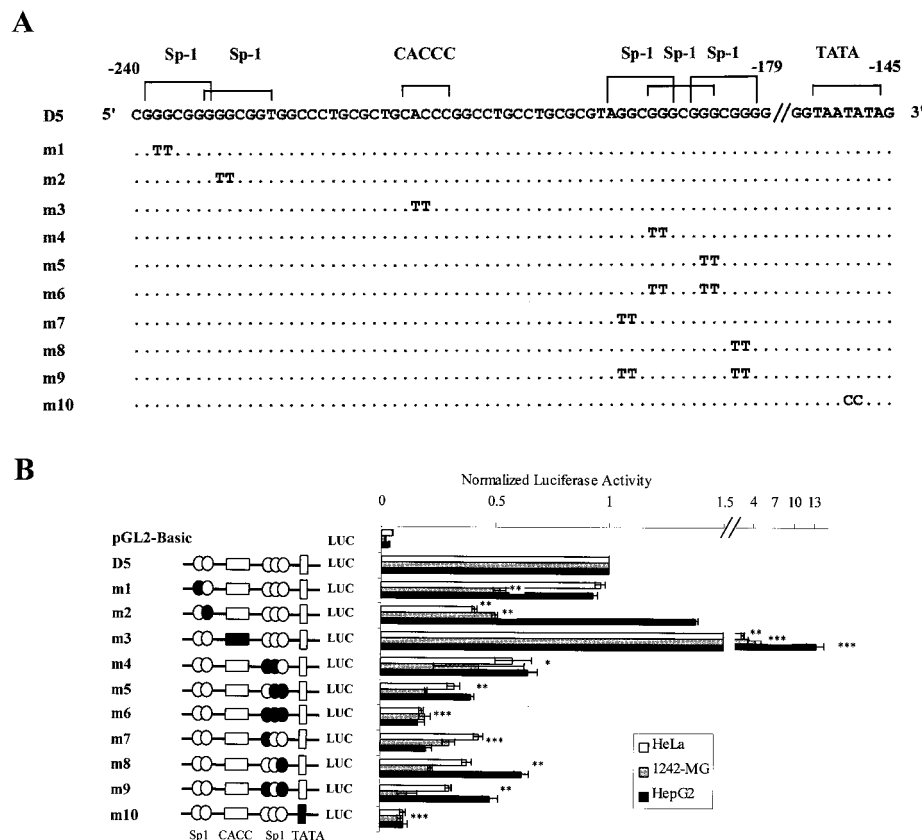 A
Sp-1 Sp-1 CACCC Sp-1 Sp-1 Sp-1 TATA
-240 -179 -145
D5 5' CGGGCGGGGGCGGTGGCCCTGCGCTGCACCCGGCCTGCCTGCGCGTAGGCGGGCGGGCGGGG // GGTAATATAG 3'
m1 TT
m2 TT
m3 TT
m4 TT
m5 TT
m6 TT TT
m7 TT
m8 TT
m9 TT TT
m10 CC
B
Normalized Luciferase Activity
0 0.5 1 1.5 // 4 7 10 13
pGL2-Basic LUC
D5 LUC
m1 LUC **
m2 LUC ** **
m3 LUC ** *** ***
m4 LUC *
m5 LUC **
m6 LUC ***
m7 LUC ***
m8 LUC **
m9 LUC **
m10 LUC ***
HeLa
1242-MG
HepG2
Sp1 CACC Sp1 TATA